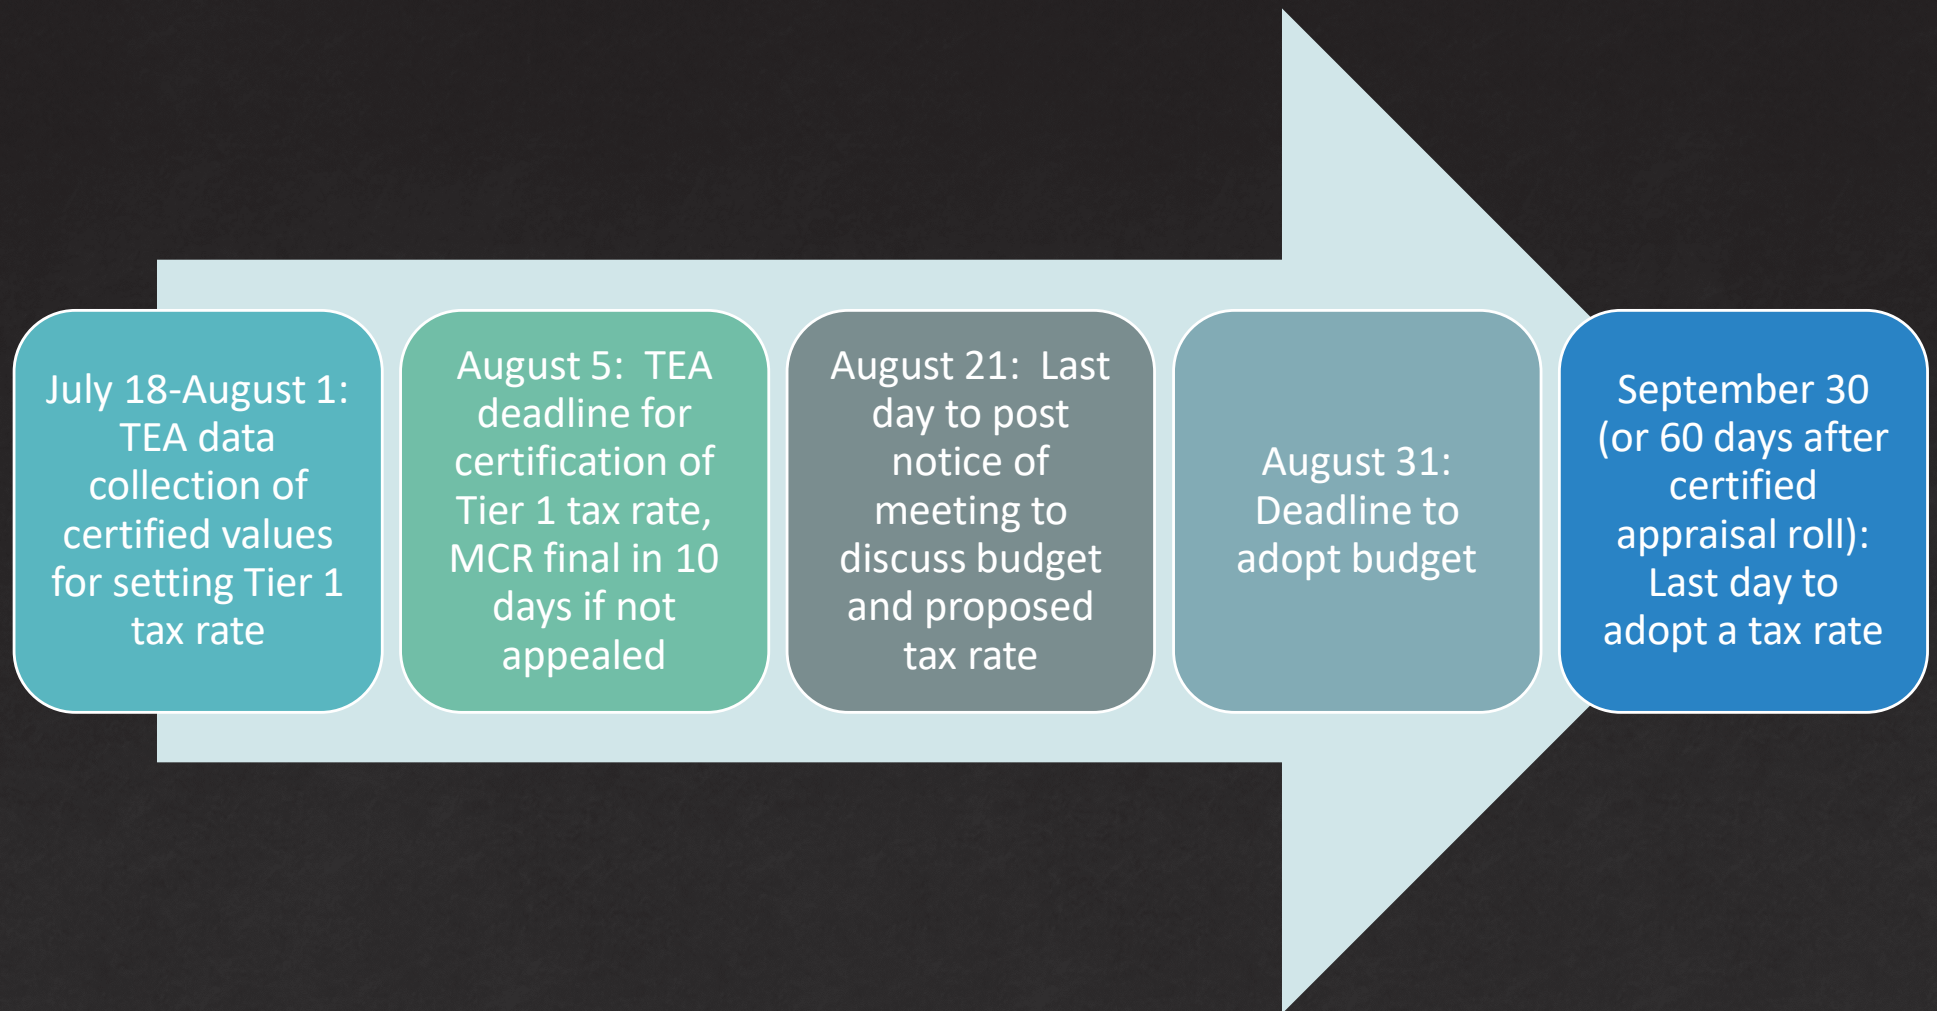 July 18-August 1:
TEA data
collection of
certified values
for setting Tier 1
tax rate
August 5:  TEA
deadline for
certification of
Tier 1 tax rate,
MCR final in 10
days if not
appealed
August 21:  Last
day to post
notice of
meeting to
discuss budget
and proposed
tax rate
August 31:
Deadline to
adopt budget
September 30
(or 60 days after
certified
appraisal roll):
Last day to
adopt a tax rate